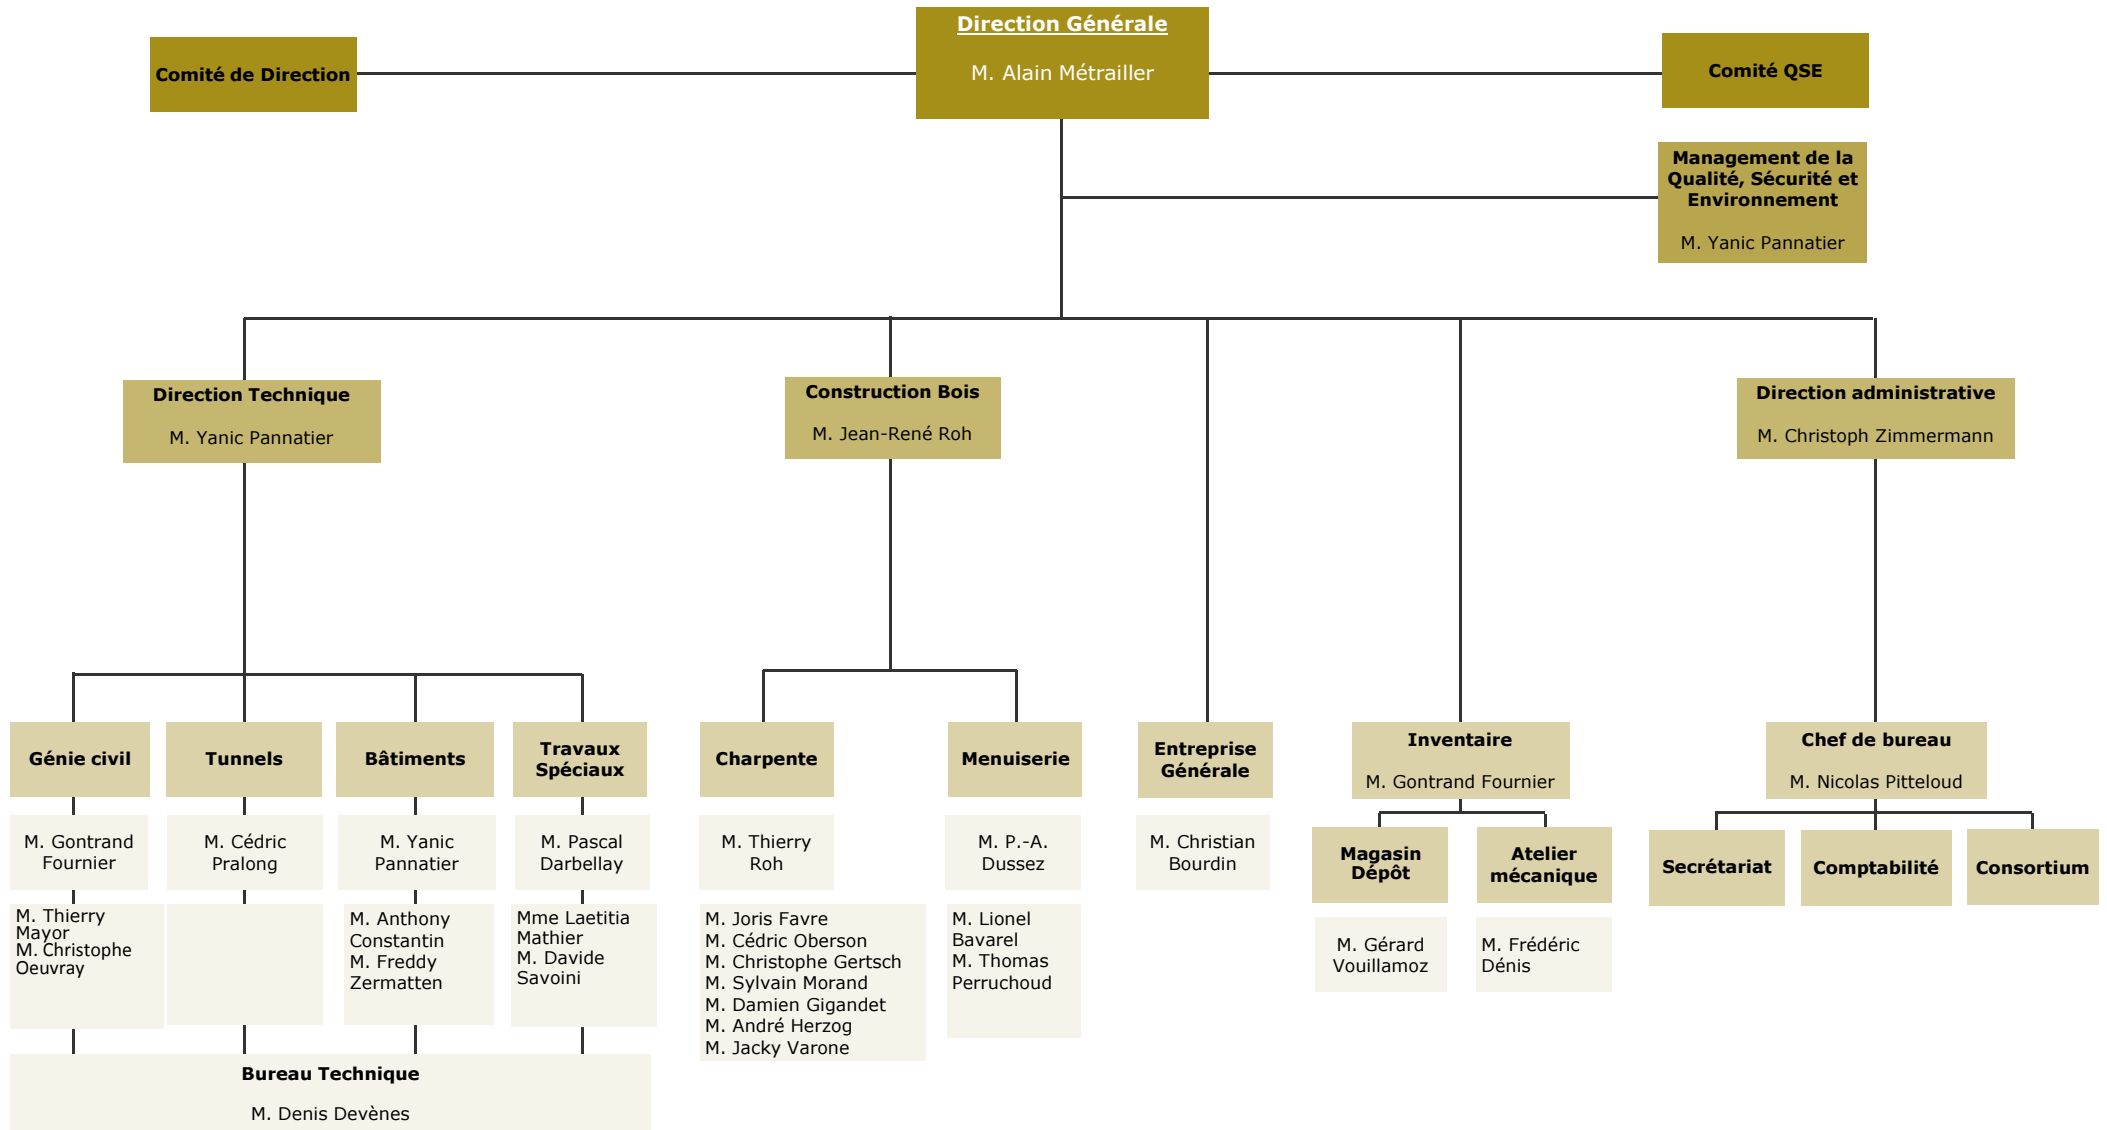 Direction Générale
M. Alain Métrailler
Comité de Direction
Comité QSE
Management de la
Qualité, Sécurité et
Environnement
M. Yanic Pannatier
Direction Technique
M. Yanic Pannatier
Construction Bois
M. Jean-René Roh
Direction administrative
M. Christoph Zimmermann
Génie civil
Tunnels
Bâtiments
Travaux
Spéciaux
Charpente
Menuiserie
Entreprise
Générale
Inventaire
M. Gontrand Fournier
Chef de bureau
M. Nicolas Pitteloud
M. Gontrand
Fournier
M. Cédric
Pralong
M. Yanic
Pannatier
M. Pascal
Darbellay
M. Thierry
Roh
M. P.-A.
Dussez
M. Christian
Bourdin
Magasin
Dépôt
Atelier
mécanique
Secrétariat
Comptabilité
Consortium
M. Thierry
Mayor
M. Christophe
Oeuvray
M. Anthony
Constantin
M. Freddy
Zermatten
Mme Laetitia
Mathier
M. Davide
Savoini
M. Joris Favre
M. Cédric Oberson
M. Christophe Gertsch
M. Sylvain Morand
M. Damien Gigandet
M. André Herzog
M. Jacky Varone
M. Lionel
Bavarel
M. Thomas
Perruchoud
M. Gérard
Vouillamoz
M. Frédéric
Dénis
Bureau Technique
M. Denis Devènes